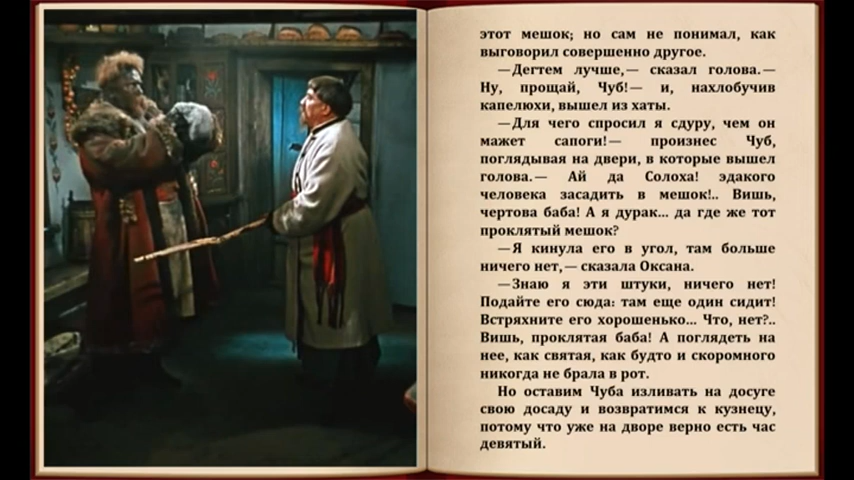 этот мешок; но сам не понимал, как
выговорил совершенно другое.
—Дегтем лучше,— сказал голова.—
Ну, прощай, Чуб!— и, нахлобучив
капелюхи, вышел из хаты.
—Для чего спросил я сдуру, чем он
мажет сапоги!— произнес Чуб,
поглядывая на двери, в которые вышел
голова.— Ай да Солоха! эдакого
человека засадить в мешок!.. Вишь,
чертова баба! А я дурак... да где же тот
проклятый мешок?
—Я кинула его в угол, там больше
ничего нет,— сказала Оксана.
—Знаю я эти штуки, ничего нет!
Подайте его сюда: там еще один сидит!
Встряхните его хорошенько... Что, нет?..
Вишь, проклятая баба! А поглядеть на
нее, как святая, как будто и скоромного
никогда не брала в рот.
Но оставим Чуба изливать на досуге
свою досаду и возвратимся к кузнецу,
потому что уже на дворе верно есть час
девятый.